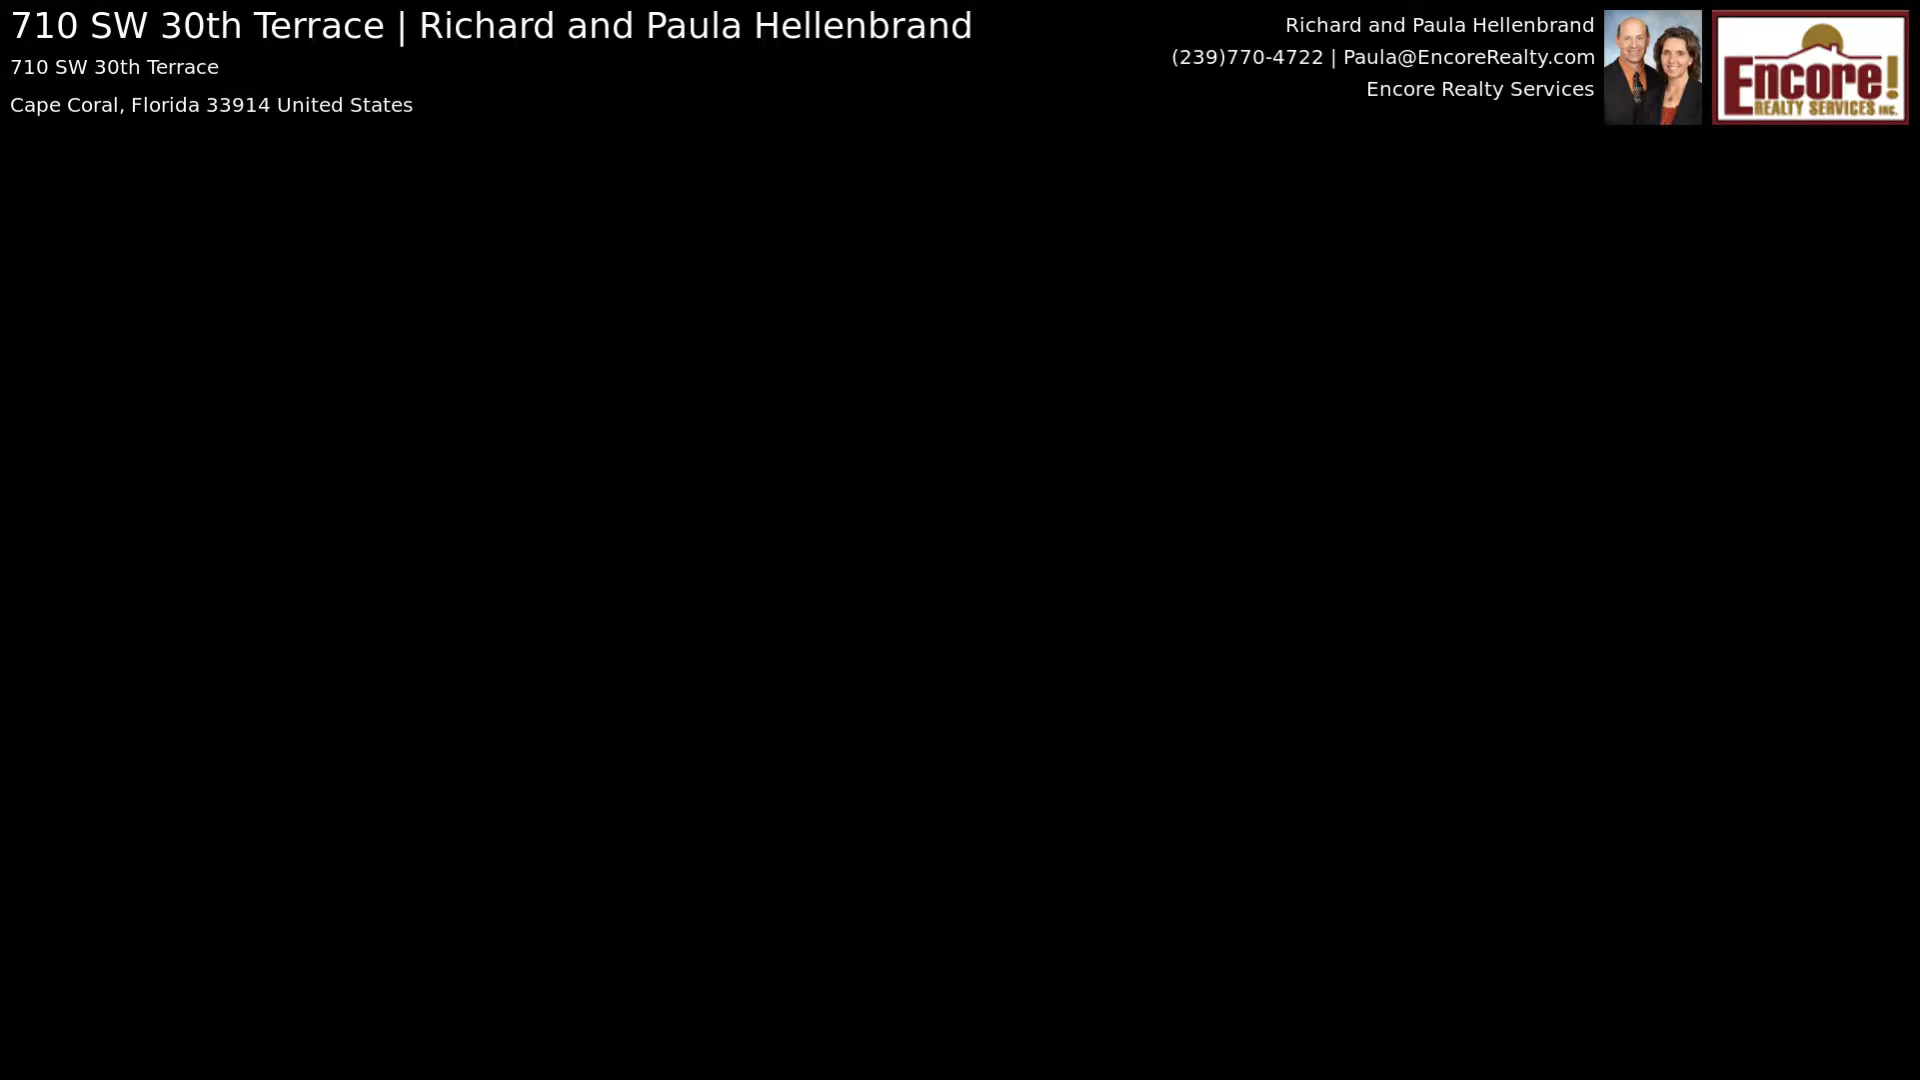 710 SW 30th Terrace | Richard and Paula Hellenbrand
710 SW 30th Terrace
Cape Coral, Florida 33914 United States
Richard and Paula Hellenbrand
(239)770-4722 | Paula@EncoreRealty.com
Encore Realty Services
Encore!
REALTY SERVICES INC.